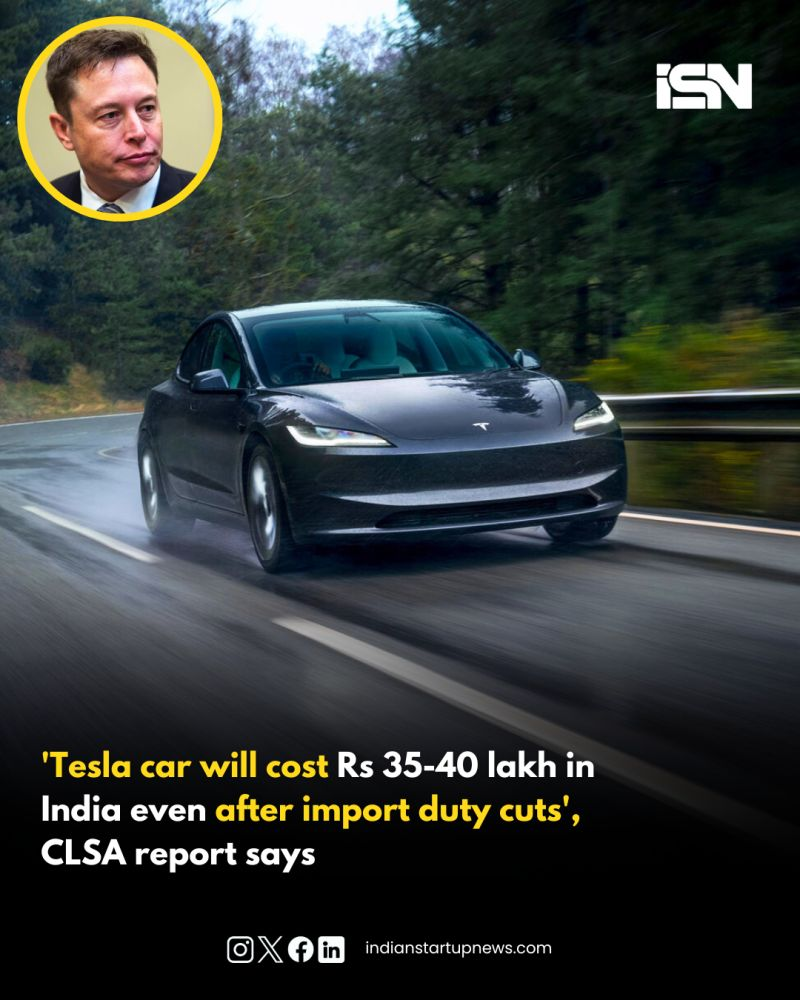 iSN
'Tesla car will cost Rs 35-40 lakh in
India even after import duty cuts',
CLSA report says
indianstartupnews.com